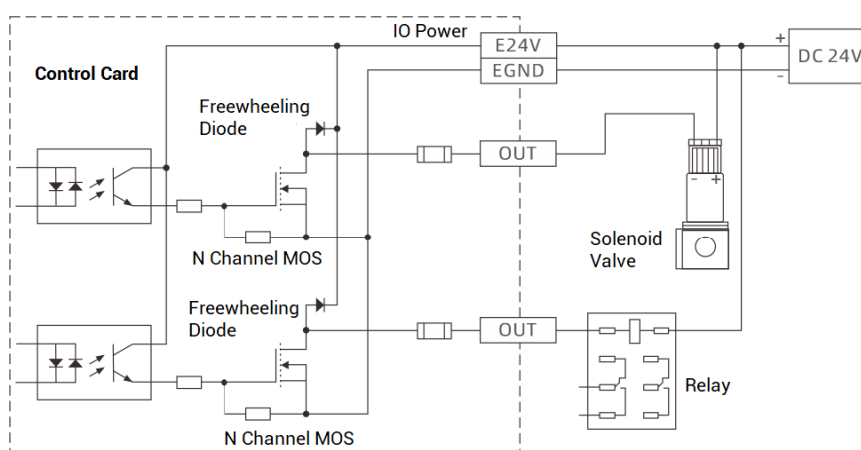 IO Power
E24V
+
DC 24V
EGND
-
Control Card
Freewheeling
Diode
OUT
- +
N Channel MOS
Solenoid
Valve
Freewheeling
Diode
OUT
Relay
N Channel MOS